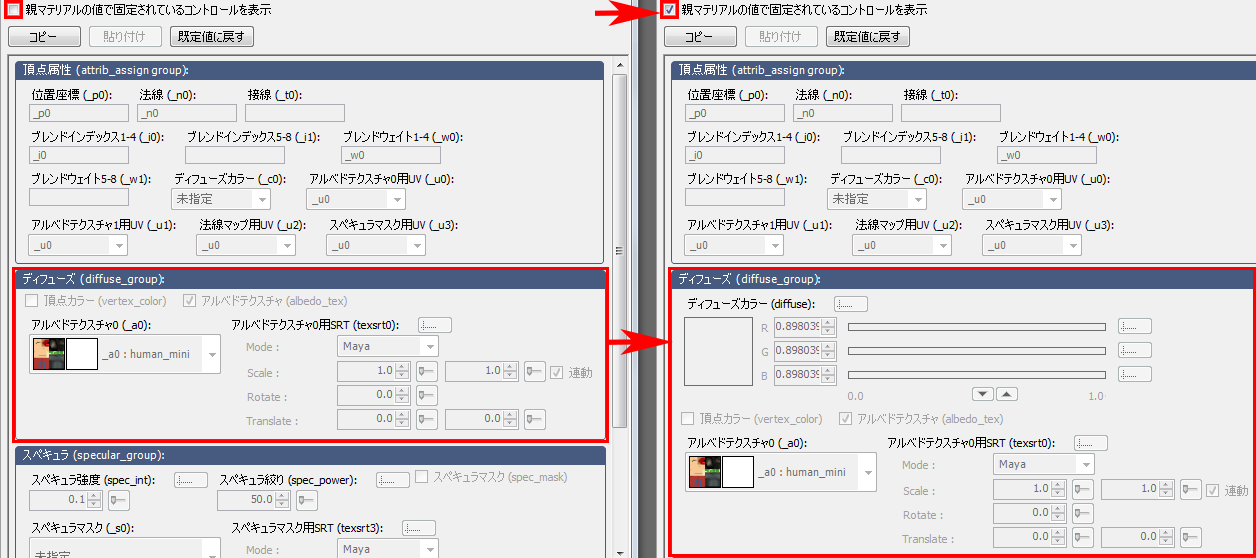 親マテリアルの値で固定されているコントロールを表示
コピー 貼り付け 既定値に戻す
頂点属性 (attrib_assign group):
位置座標 (_p0): 法線 (_n0): 接線 (_t0):
_p0 _n0
ブレンドインデックス1-4 (_i0): ブレンドインデックス5-8 (_i1): ブレンドウェイト1-4 (_w0):
_i0 _w0
ブレンドウェイト5-8 (_w1): ディフューズカラー (_c0): アルベドテクスチャ0用UV (_u0):
未指定 _u0
アルベドテクスチャ1用UV (_u1): 法線マップ用UV (_u2): スペキュラマスク用UV (_u3):
_u0 _u0 _u0
ディフューズ (diffuse_group):
頂点カラー (vertex_color) アルベドテクスチャ (albedo_tex)
アルベドテクスチャ0 (_a0): アルベドテクスチャ0用SRT (texsrt0):
_a0 : human_mini Mode : Maya
Scale : 1.0 1.0 連動
Rotate : 0.0
Translate : 0.0 0.0
スペキュラ (specular_group):
スペキュラ強度 (spec_int): スペキュラ絞り (spec_power): スペキュラマスク (spec_mask)
0.1 50.0
スペキュラマスク (_s0): スペキュラマスク用SRT (texsrt3):
未指定 Mode : Maya
親マテリアルの値で固定されているコントロールを表示
コピー 貼り付け 既定値に戻す
頂点属性 (attrib_assign group):
位置座標 (_p0): 法線 (_n0): 接線 (_t0):
_p0 _n0
ブレンドインデックス1-4 (_i0): ブレンドインデックス5-8 (_i1): ブレンドウェイト1-4 (_w0):
_i0 _w0
ブレンドウェイト5-8 (_w1): ディフューズカラー (_c0): アルベドテクスチャ0用UV (_u0):
未指定 _u0
アルベドテクスチャ1用UV (_u1): 法線マップ用UV (_u2): スペキュラマスク用UV (_u3):
_u0 _u0 _u0
ディフューズ (diffuse_group):
ディフューズカラー (diffuse):
R 0.898039
G 0.898039
B 0.898039
0.0 1.0
頂点カラー (vertex_color) アルベドテクスチャ (albedo_tex)
アルベドテクスチャ0 (_a0): アルベドテクスチャ0用SRT (texsrt0):
_a0 : human_mini Mode : Maya
Scale : 1.0 1.0 連動
Rotate : 0.0
Translate : 0.0 0.0